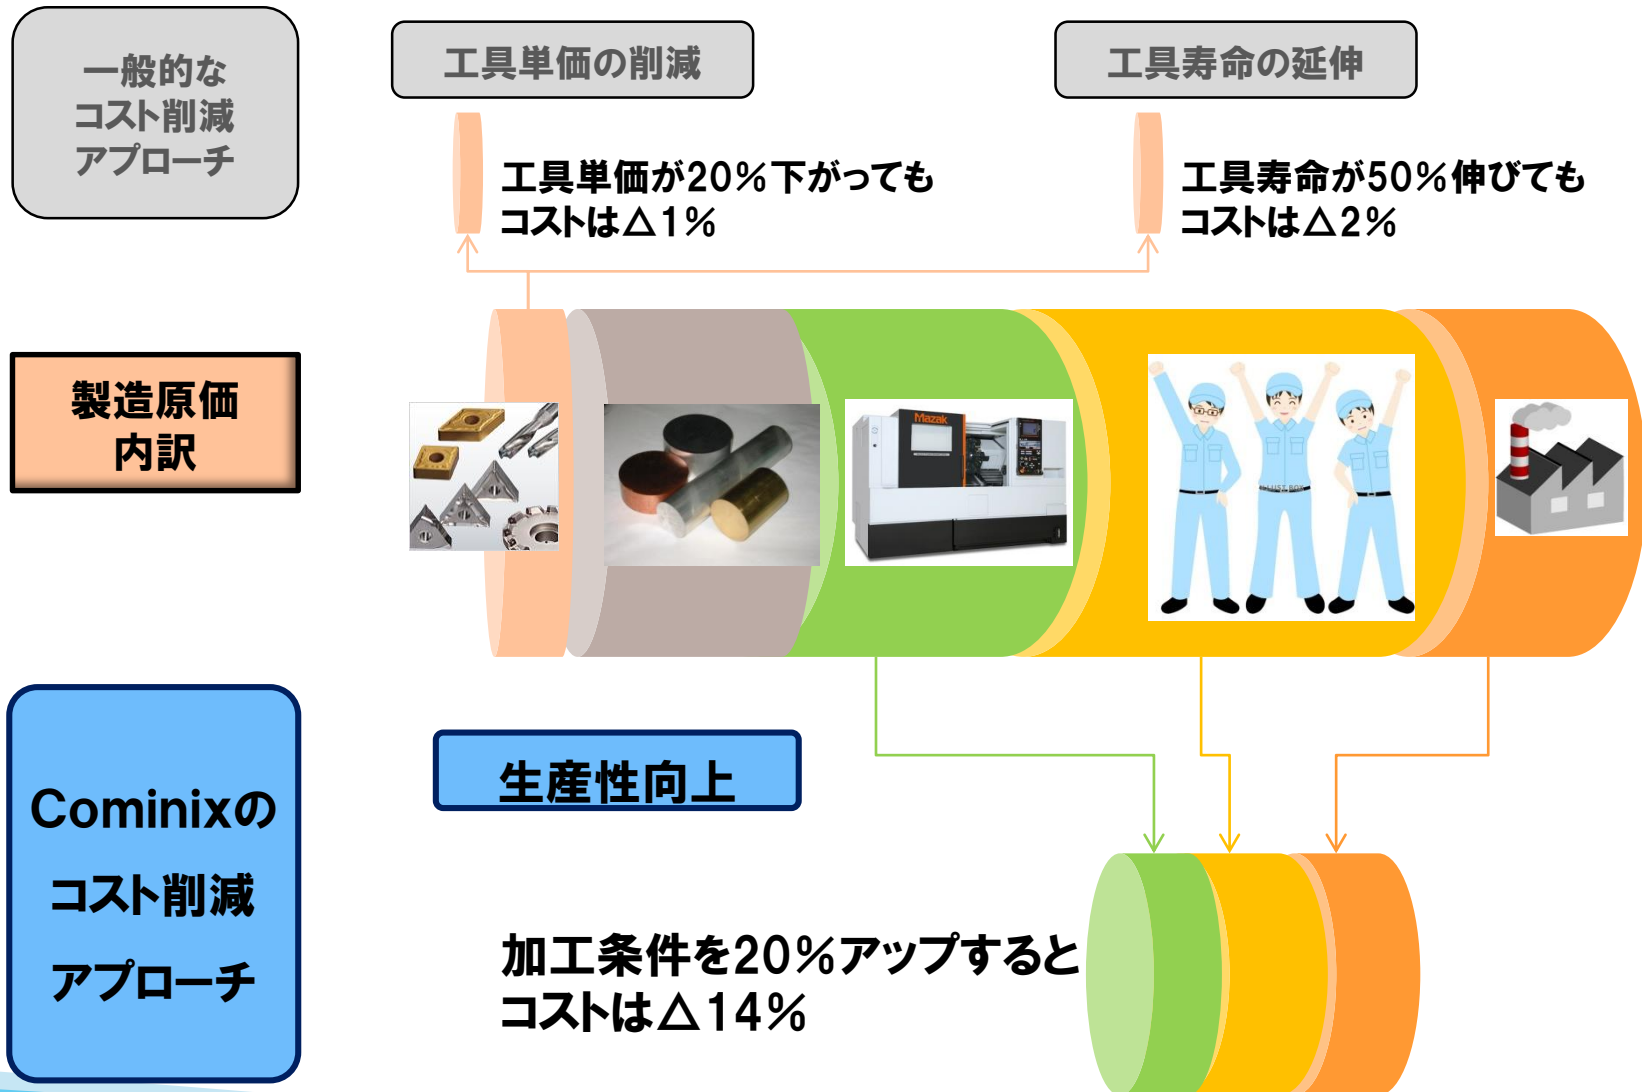 一般的な
コスト削減
アプローチ
工具単価の削減
工具寿命の延伸
工具単価が20%下がっても
コストは△1%
工具寿命が50%伸びても
コストは△2%
製造原価
内訳
Mazak
ILLUST BOX
生産性向上
Cominixの
コスト削減
アプローチ
加工条件を20%アップすると
コストは△14%